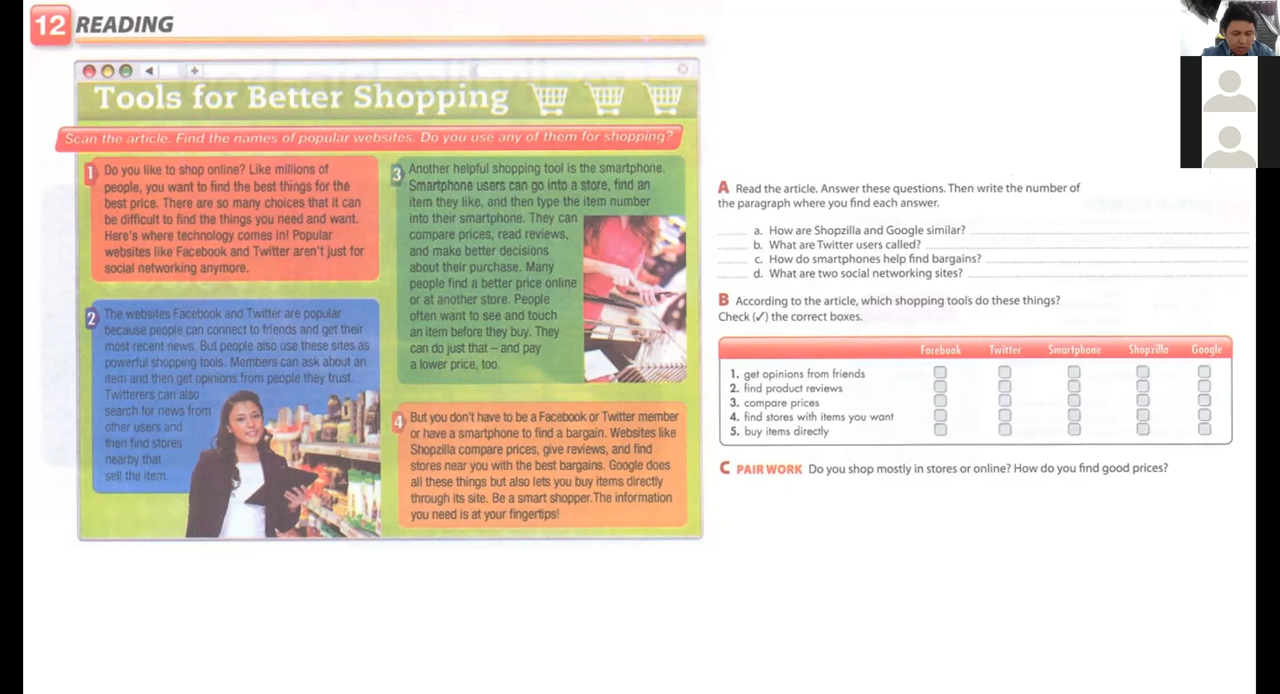 12 READING
Tools for Better Shopping
Scan the article. Find the names of popular websites. Do you use any of them for shopping?
1
Do you like to shop online? Like millions of
people, you want to find the best things for the
best price. There are so many choices that it can
be difficult to find the things you need and want.
Here's where technology comes in! Popular
websites like Facebook and Twitter aren't just for
social networking anymore.
2
The websites Facebook and Twitter are popular
because people can connect to friends and get their
most recent news. But people also use these sites as
powerful shopping tools. Members can ask about an
item and then get opinions from people they trust.
Twitterers can also
search for news from
other users and
then find stores
nearby that
sell the item.
3
Another helpful shopping tool is the smartphone.
Smartphone users can go into a store, find an
item they like, and then type the item number
into their smartphone. They can
compare prices, read reviews,
and make better decisions
about their purchase. Many
people find a better price online
or at another store. People
often want to see and touch
an item before they buy. They
can do just that – and pay
a lower price, too.
4
But you don't have to be a Facebook or Twitter member
or have a smartphone to find a bargain. Websites like
Shopzilla compare prices, give reviews, and find
stores near you with the best bargains. Google does
all these things but also lets you buy items directly
through its site. Be a smart shopper.The information
you need is at your fingertips!
A Read the article. Answer these questions. Then write the number of
the paragraph where you find each answer.
a. How are Shopzilla and Google similar?
b. What are Twitter users called?
c. How do smartphones help find bargains?
d. What are two social networking sites?
B According to the article, which shopping tools do these things?
Check (✓) the correct boxes.
Facebook Twitter Smartphone Shopzilla Google
1. get opinions from friends
2. find product reviews
3. compare prices
4. find stores with items you want
5. buy items directly
C PAIR WORK Do you shop mostly in stores or online? How do you find good prices?